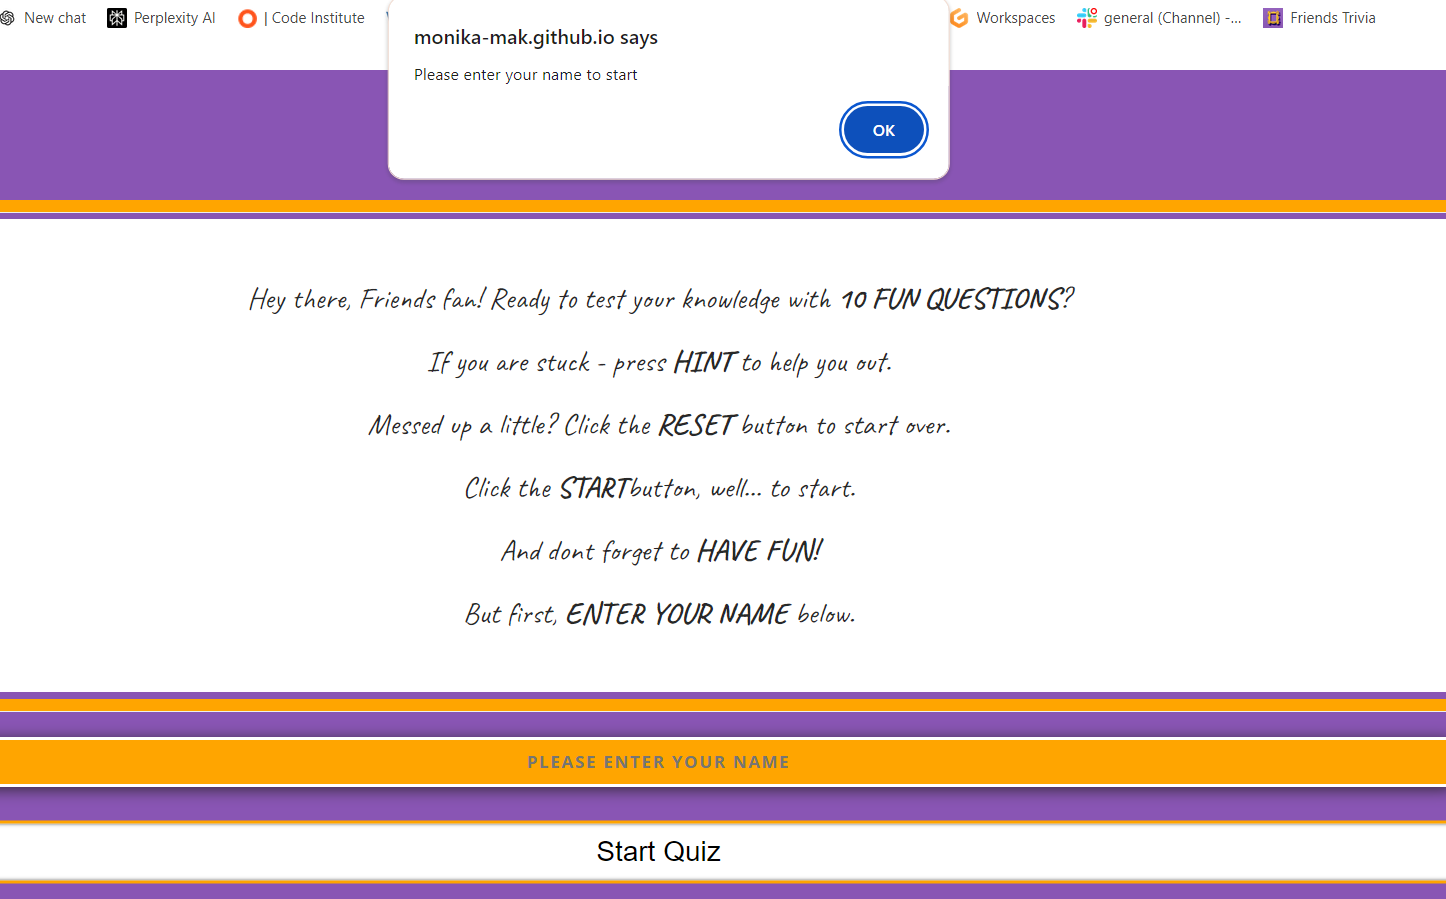 New chat Perplexity AI | Code Institute Workspaces general (Channel) -... Friends Trivia
monika-mak.github.io says
Please enter your name to start
OK
Hey there, Friends fan! Ready to test your knowledge with 10 FUN QUESTIONS?
If you are stuck - press HINT to help you out.
Messed up a little? Click the RESET button to start over.
Click the STARTbutton, well... to start.
And dont forget to HAVE FUN!
But first, ENTER YOUR NAME below.
PLEASE ENTER YOUR NAME
Start Quiz